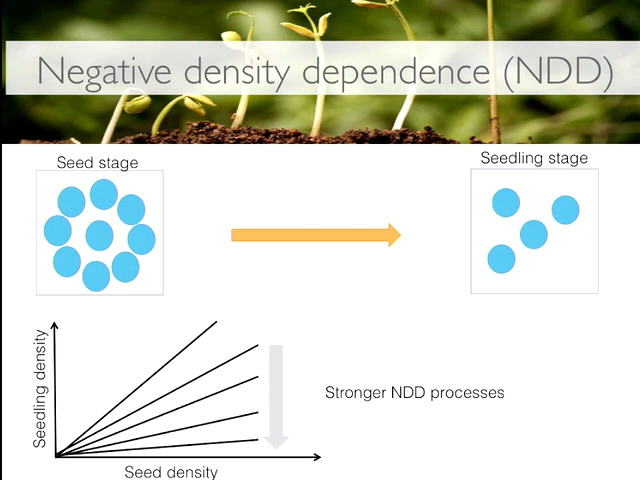 Negative density dependence (NDD)
Seed stage
Seedling stage
Seedling density
Stronger NDD processes
Seed density